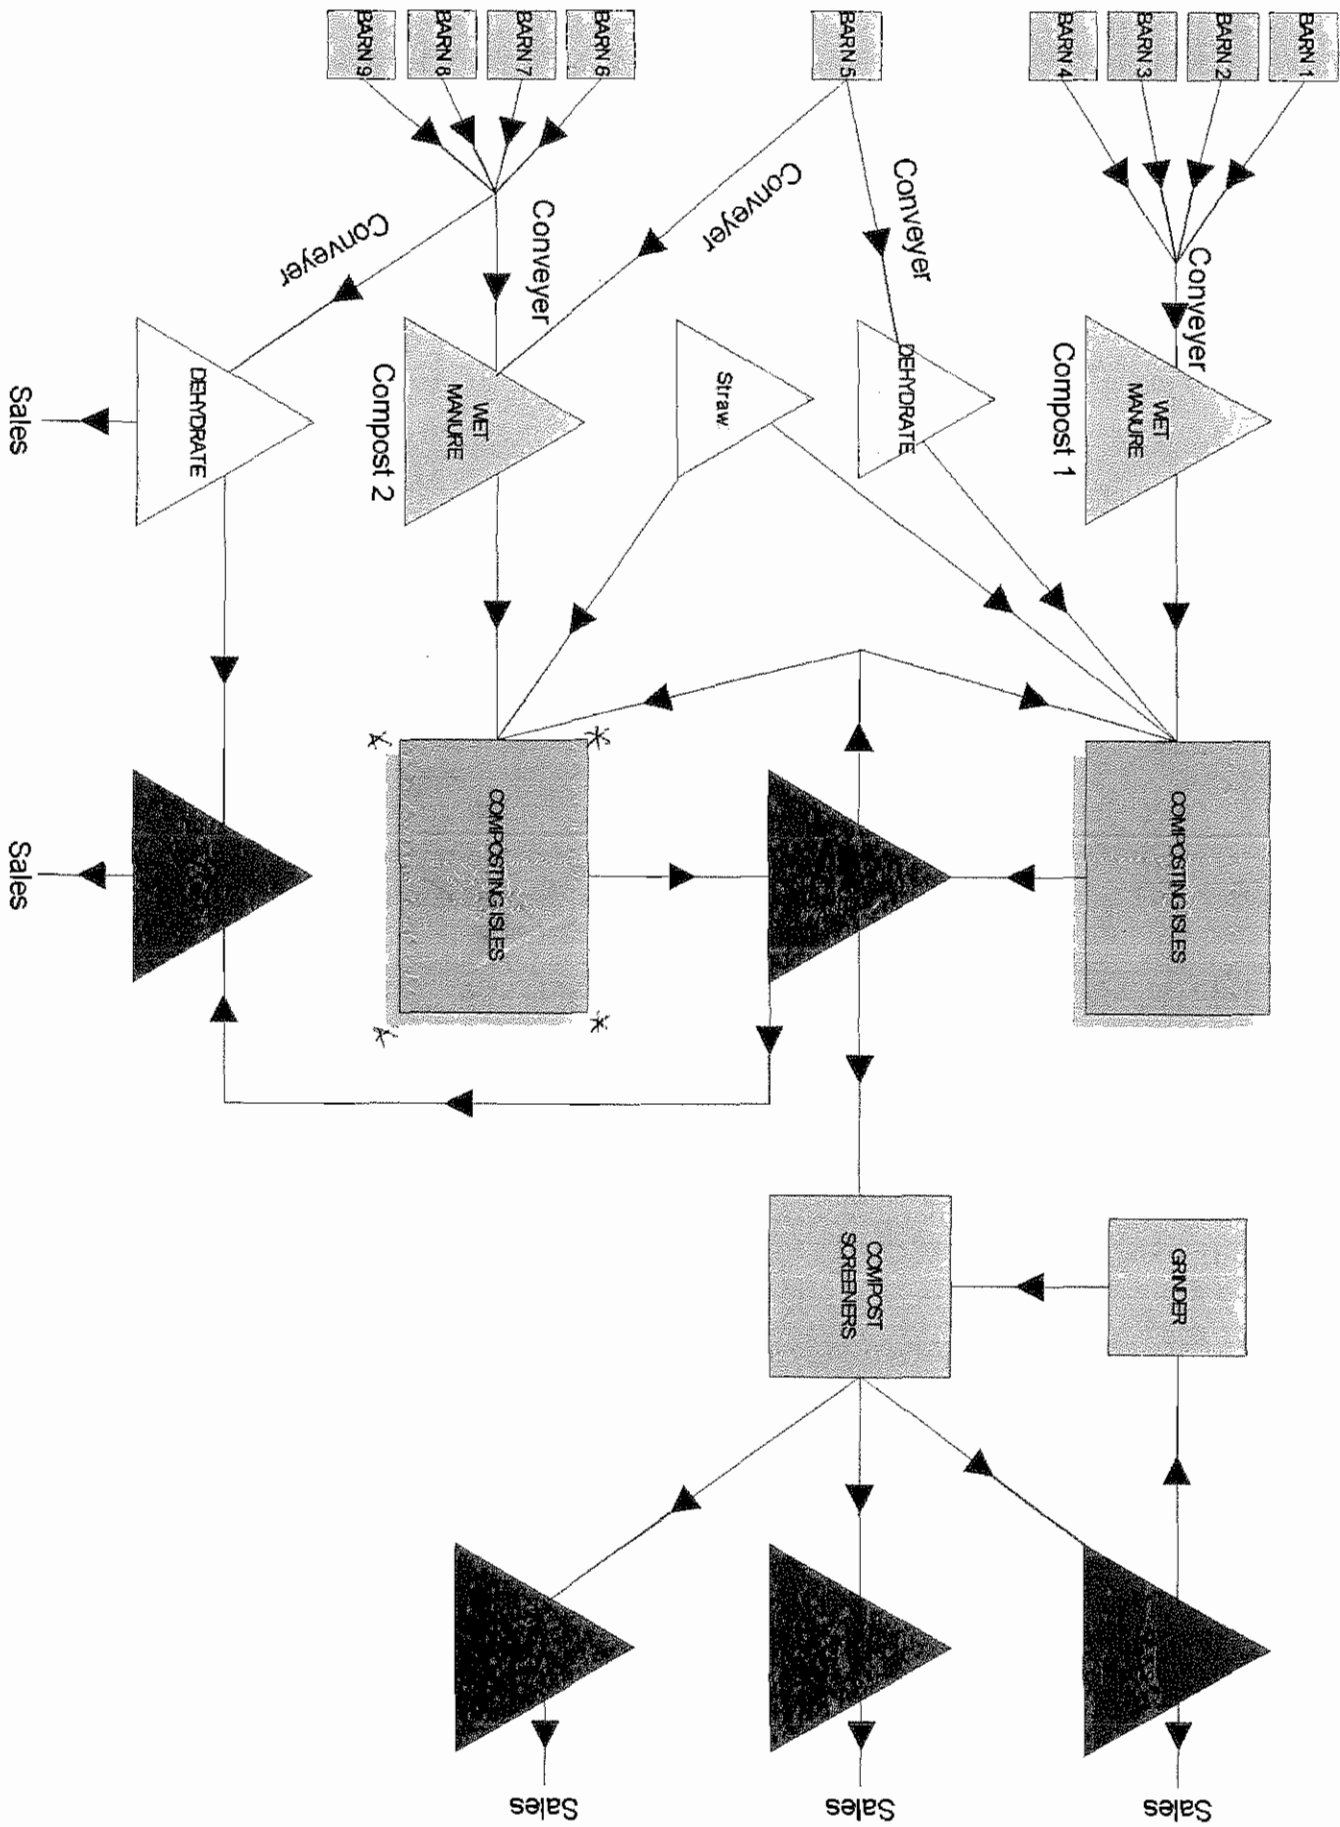 BARN 1
BARN 2
BARN 3
BARN 4
Conveyer
WET
MANURE
Compost 1
COMPOSTING ISLES
GRINDER
Sales
BARN 5
Conveyer
Conveyer
DEHYDRATE
Straw
COMPOST
SCREENERS
Sales
BARN 6
BARN 7
BARN 8
BARN 9
Conveyer
Conveyer
WET
MANURE
Compost 2
COMPOSTING ISLES
Sales
DEHYDRATE
Sales
Sales